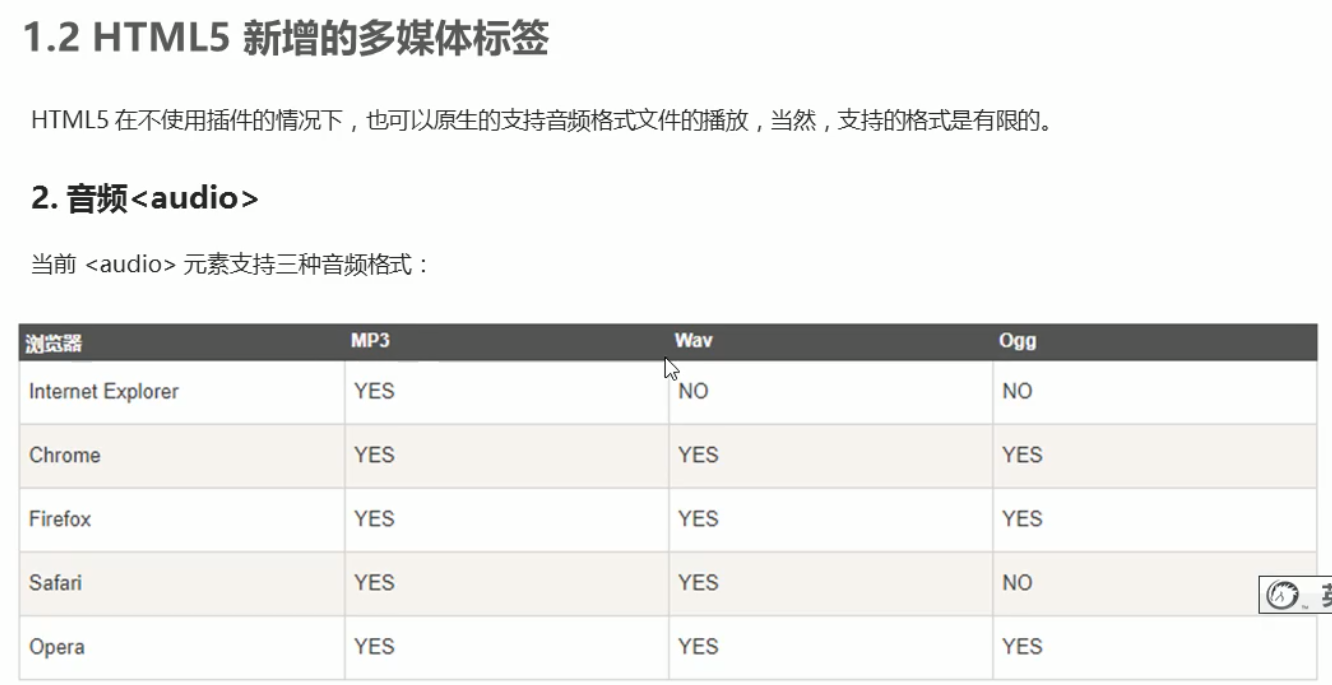 1.2 HTML5 新增的多媒体标签
HTML5 在不使用插件的情况下，也可以原生的支持音频格式文件的播放，当然，支持的格式是有限的。
2. 音频<audio>
当前 <audio> 元素支持三种音频格式：
浏览器 MP3 Wav Ogg
Internet Explorer YES NO NO
Chrome YES YES YES
Firefox YES YES YES
Safari YES YES NO
Opera YES YES YES